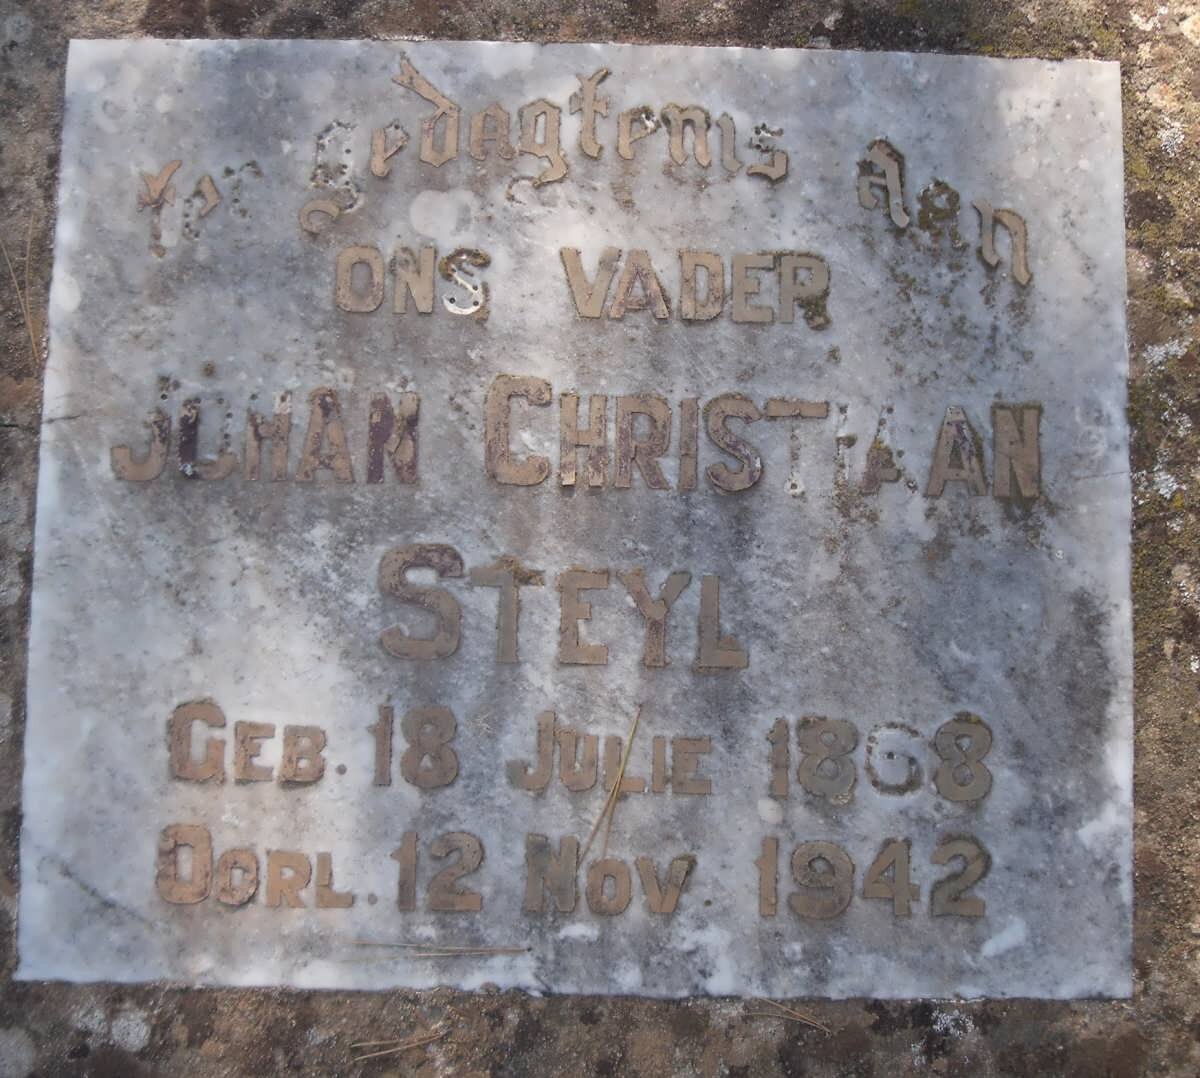 Ter gedagtenis aan
ONS VADER
JOHAN CHRISTIAAN
STEYL
GEB. 18 JULIE 1868
OORL. 12 NOV. 1942